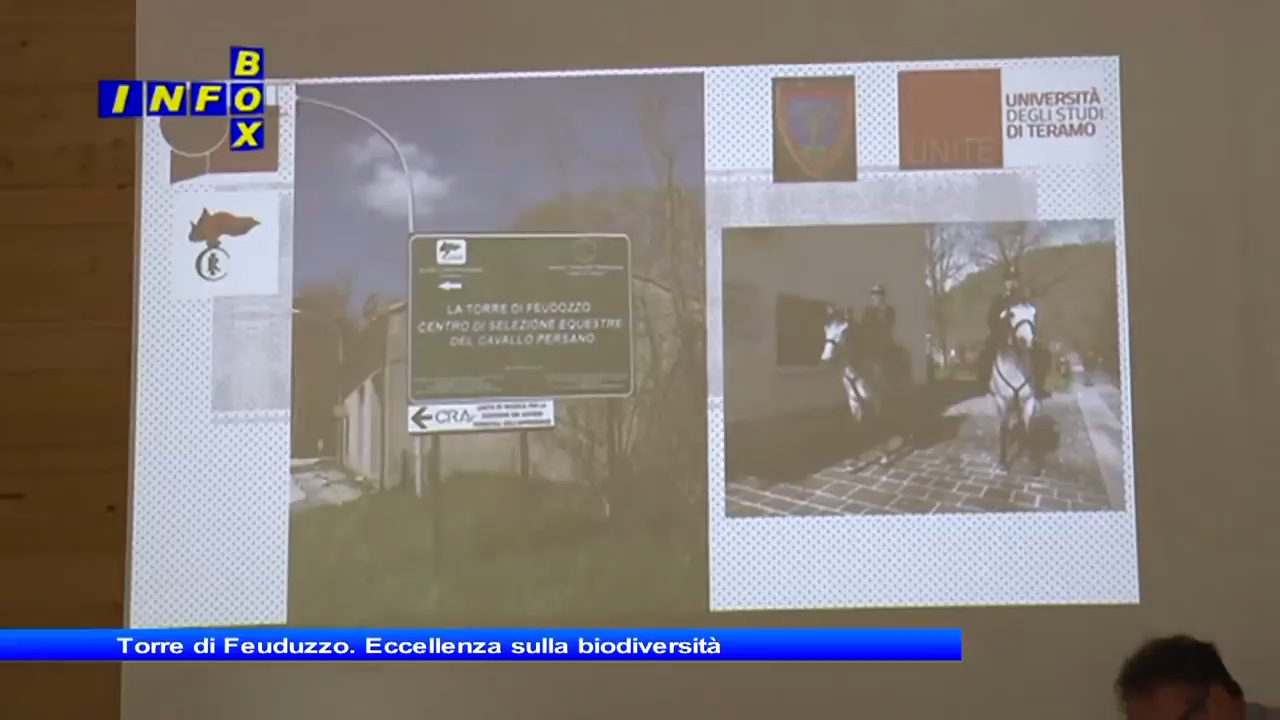 INFO BOX
UNITE
UNIVERSITÀ
DEGLI STUDI
DI TERAMO
LA TORRE DI FEUDOZZO
CENTRO DI SELEZIONE EQUESTRE
DEL CAVALLO PERSANO
CRA
Torre di Feuduzzo. Eccellenza sulla biodiversità